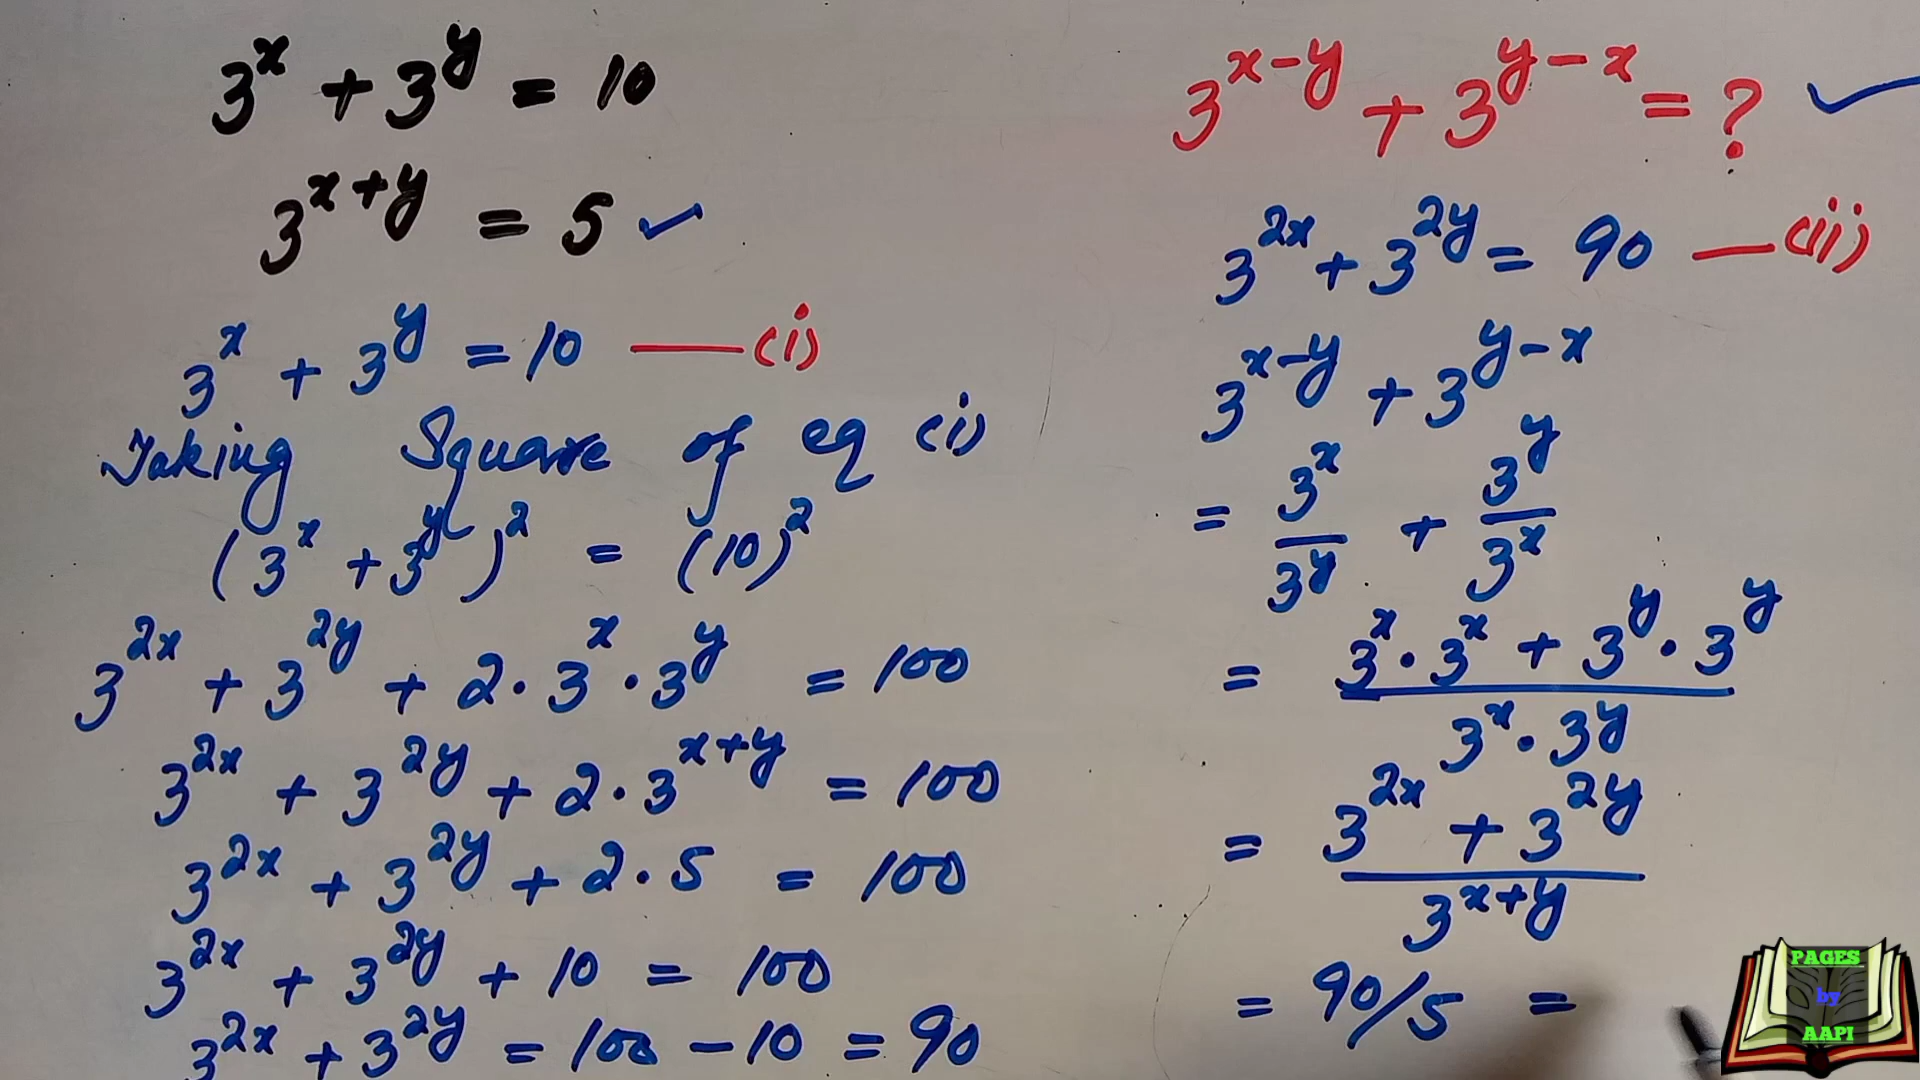 3^x + 3^y = 10
3^(x+y) = 5 ✓
3^x + 3^y = 10 —(i)
Taking Square of eq (i)
(3^x + 3^y)^2 = (10)^2
3^2x + 3^2y + 2·3^x·3^y = 100
3^2x + 3^2y + 2·3^(x+y) = 100
3^2x + 3^2y + 2·5 = 100
3^2x + 3^2y + 10 = 100
3^2x + 3^2y = 100 - 10 = 90
3^(x-y) + 3^(y-x) = ? ✓
3^2x + 3^2y = 90 —(ii)
3^(x-y) + 3^(y-x)
= 3^x/3^y + 3^y/3^x
= (3^x·3^x + 3^y·3^y)/(3^x·3^y)
= (3^2x + 3^2y)/3^(x+y)
= 90/5 =
PAGES
by
AAPI